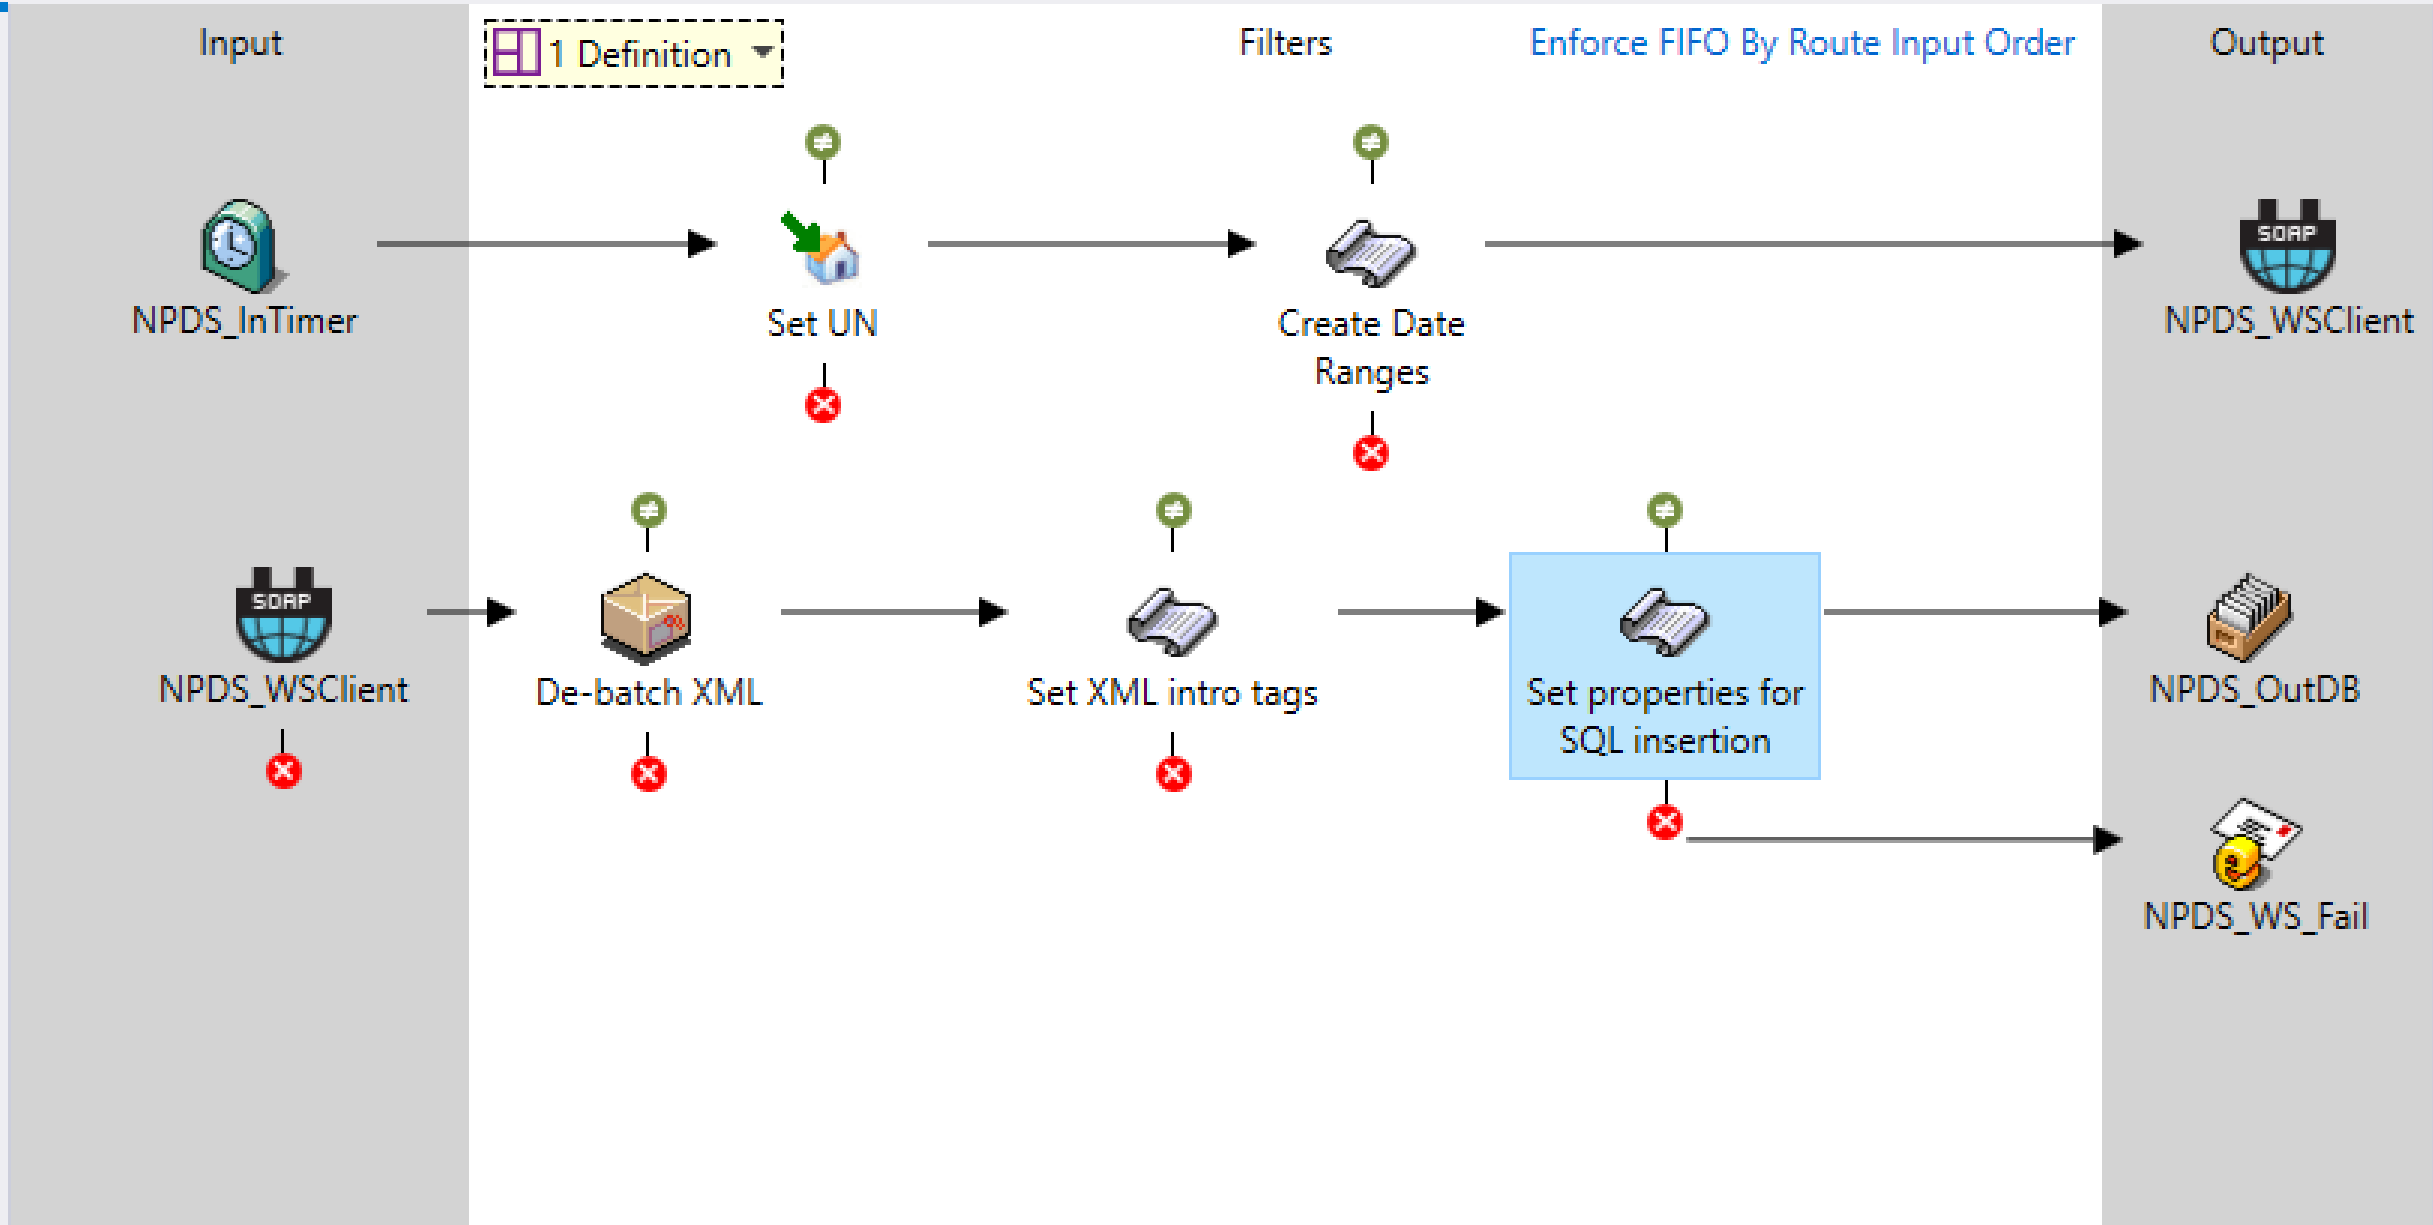 Input
1 Definition
Filters
Enforce FIFO By Route Input Order
Output
NPDS_InTimer
Set UN
Create Date
Ranges
SOAP
NPDS_WSClient
SOAP
NPDS_WSClient
De-batch XML
Set XML intro tags
Set properties for
SQL insertion
NPDS_OutDB
NPDS_WS_Fail